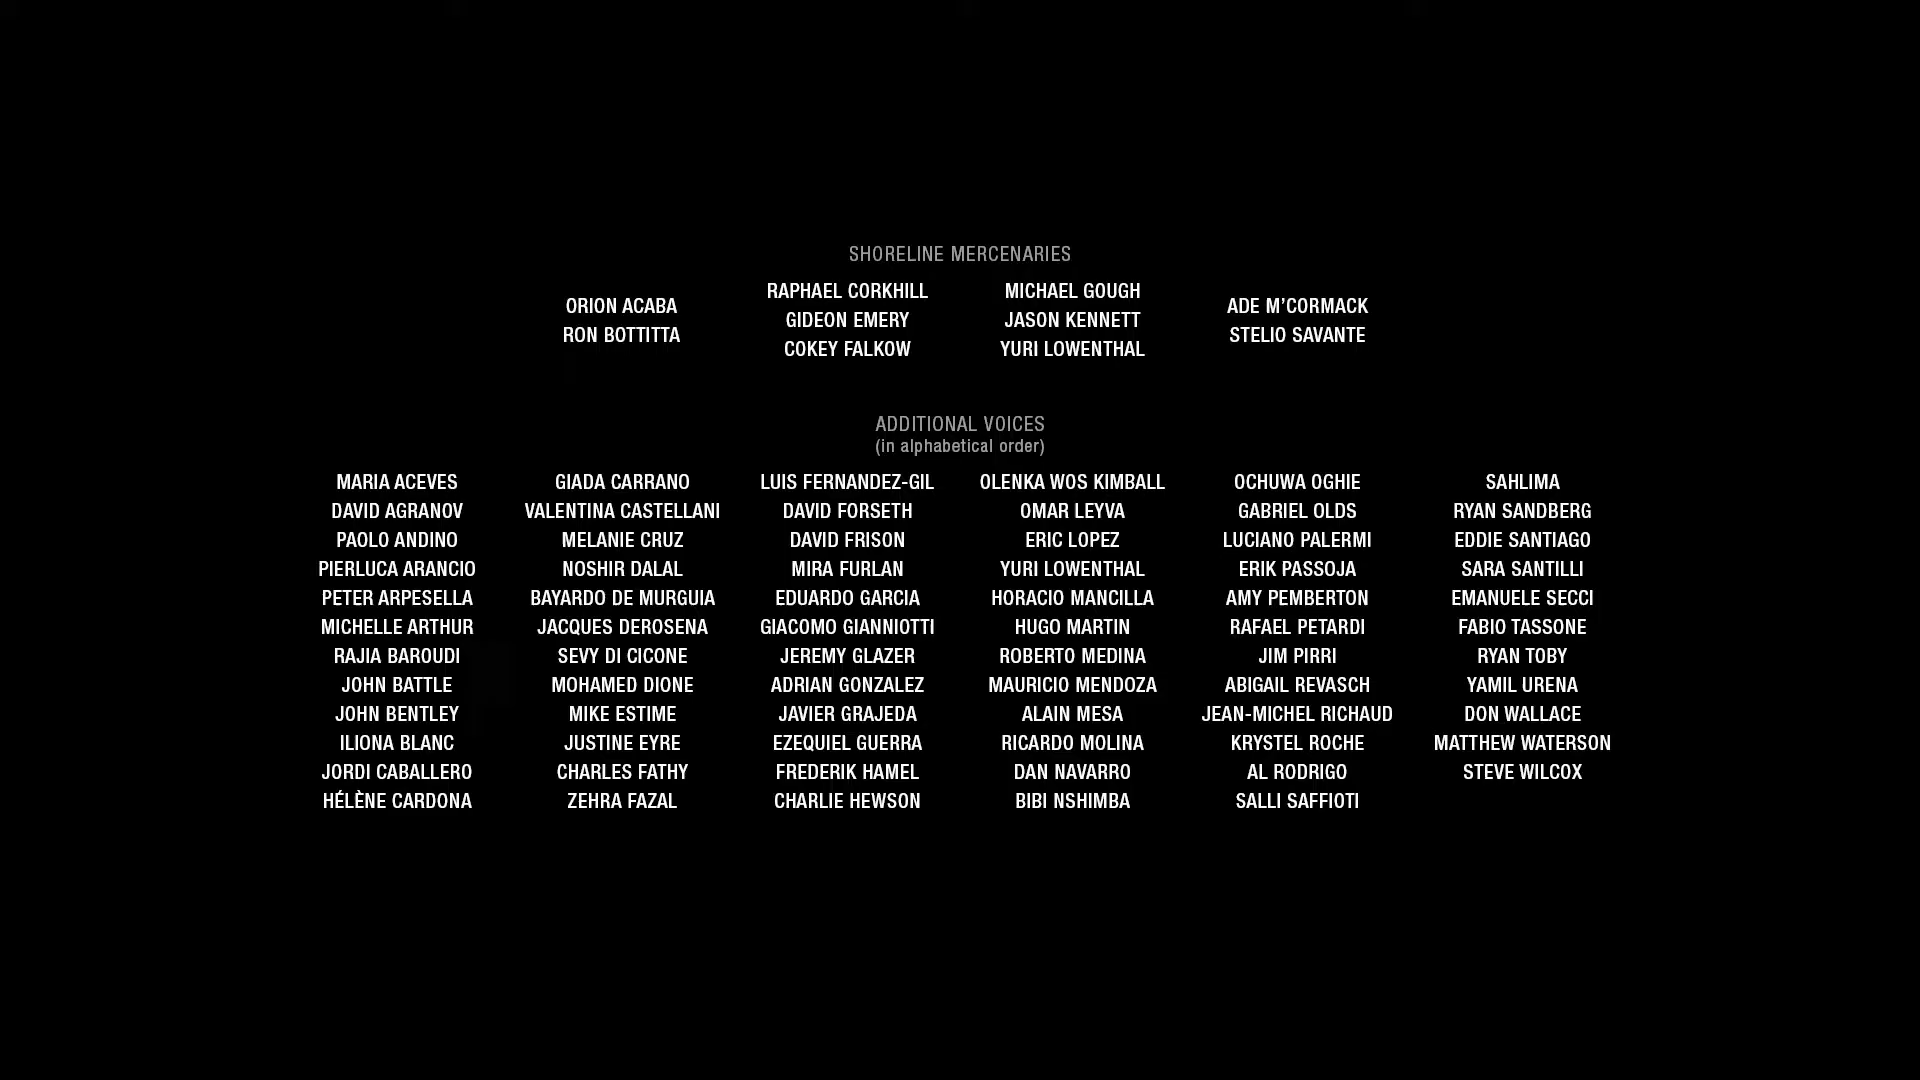 SHORELINE MERCENARIES
ORION ACABA
RON BOTTITTA
RAPHAEL CORKHILL
GIDEON EMERY
COKEY FALKOW
MICHAEL GOUGH
JASON KENNETT
YURI LOWENTHAL
ADE M’CORMACK
STELIO SAVANTE
ADDITIONAL VOICES
(in alphabetical order)
MARIA ACEVES
DAVID AGRANOV
PAOLO ANDINO
PIERLUCA ARANCIO
PETER ARPESELLA
MICHELLE ARTHUR
RAJIA BAROUDI
JOHN BATTLE
JOHN BENTLEY
ILIONA BLANC
JORDI CABALLERO
HÉLÈNE CARDONA
GIADA CARRANO
VALENTINA CASTELLANI
MELANIE CRUZ
NOSHIR DALAL
BAYARDO DE MURGUIA
JACQUES DEROSENA
SEVY DI CICONE
MOHAMED DIONE
MIKE ESTIME
JUSTINE EYRE
CHARLES FATHY
ZEHRA FAZAL
LUIS FERNANDEZ-GIL
DAVID FORSETH
DAVID FRISON
MIRA FURLAN
EDUARDO GARCIA
GIACOMO GIANNIOTTI
JEREMY GLAZER
ADRIAN GONZALEZ
JAVIER GRAJEDA
EZEQUIEL GUERRA
FREDERIK HAMEL
CHARLIE HEWSON
OLENKA WOS KIMBALL
OMAR LEYVA
ERIC LOPEZ
YURI LOWENTHAL
HORACIO MANCILLA
HUGO MARTIN
ROBERTO MEDINA
MAURICIO MENDOZA
ALAIN MESA
RICARDO MOLINA
DAN NAVARRO
BIBI NSHIMBA
OCHUWA OGHIE
GABRIEL OLDS
LUCIANO PALERMI
ERIK PASSOJA
AMY PEMBERTON
RAFAEL PETARDI
JIM PIRRI
ABIGAIL REVASCH
JEAN-MICHEL RICHAUD
KRYSTEL ROCHE
AL RODRIGO
SALLI SAFFIOTI
SAHLIMA
RYAN SANDBERG
EDDIE SANTIAGO
SARA SANTILLI
EMANUELE SECCI
FABIO TASSONE
RYAN TOBY
YAMIL URENA
DON WALLACE
MATTHEW WATERSON
STEVE WILCOX